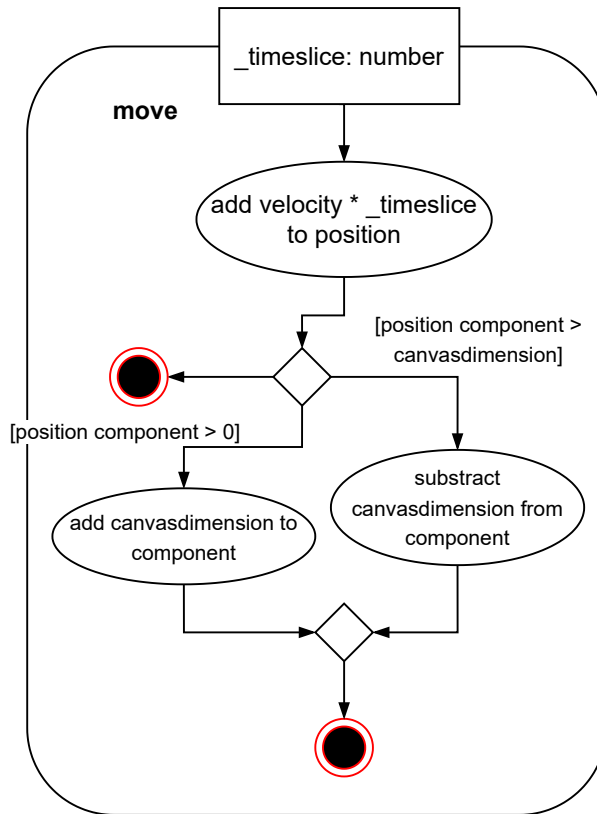 _timeslice: number
move
add velocity * _timeslice
to position
[position component >
canvasdimension]
[position component > 0]
add canvasdimension to
component
substract
canvasdimension from
component